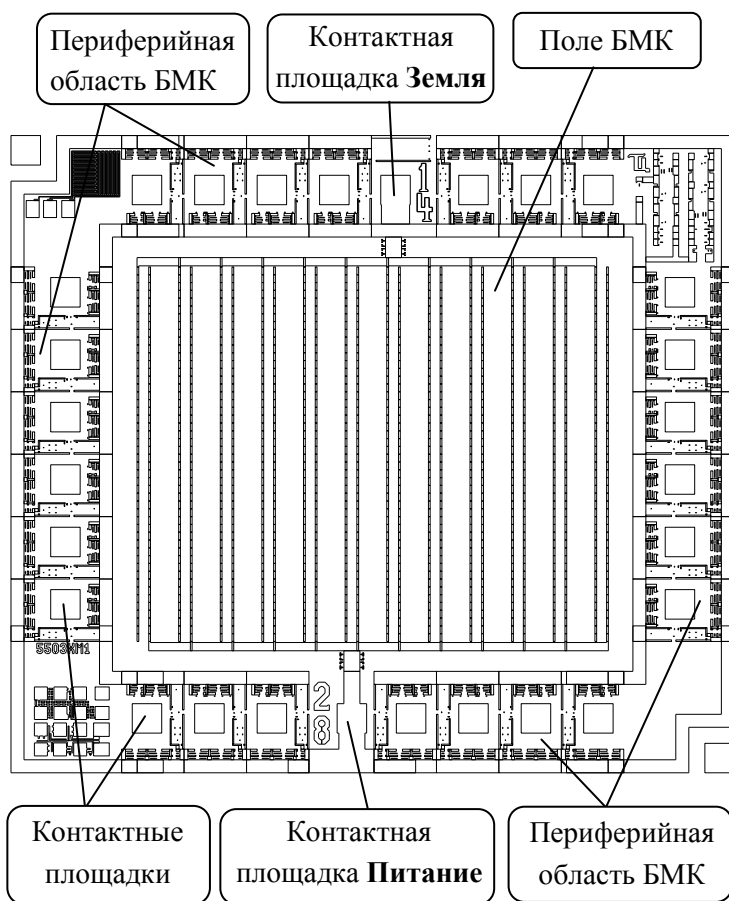 Периферийная
область БМК
Контактная
площадка Земля
Поле БМК
14
5503ХМ1
28
Контактные
площадки
Контактная
площадка Питание
Периферийная
область БМК